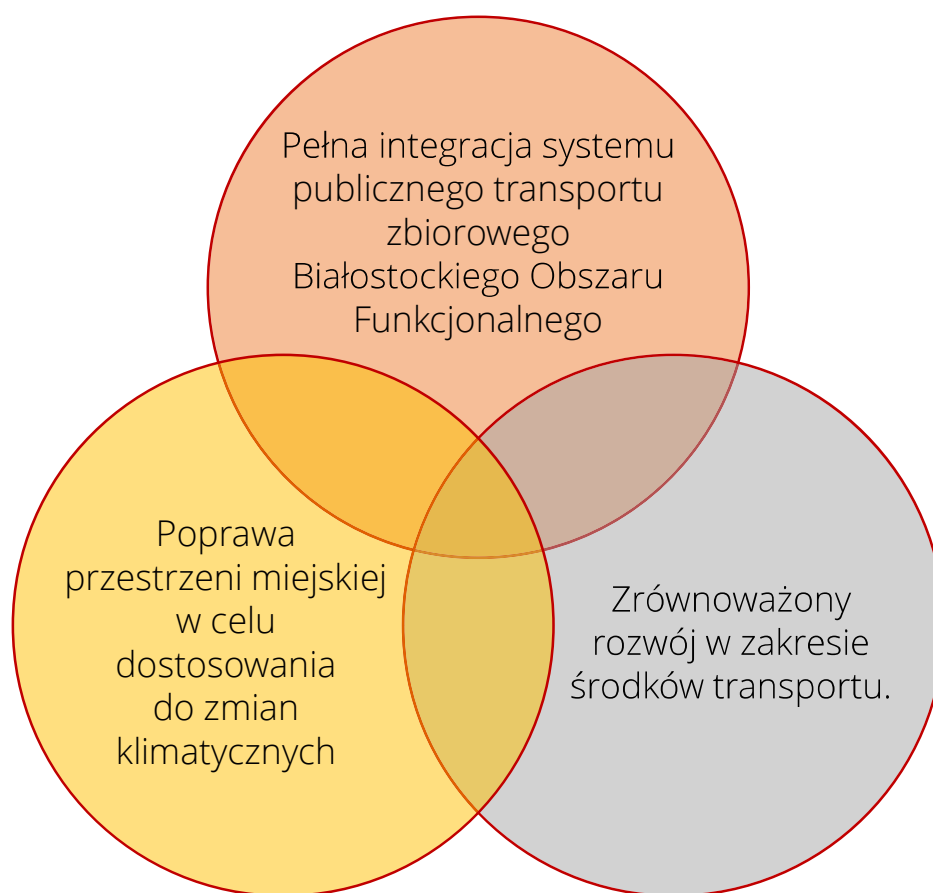 Pełna integracja systemu
publicznego transportu
zbiorowego
Białostockiego Obszaru
Funkcjonalnego
Poprawa
przestrzeni miejskiej
w celu
dostosowania
do zmian
klimatycznych
Zrównoważony
rozwój w zakresie
środków transportu.